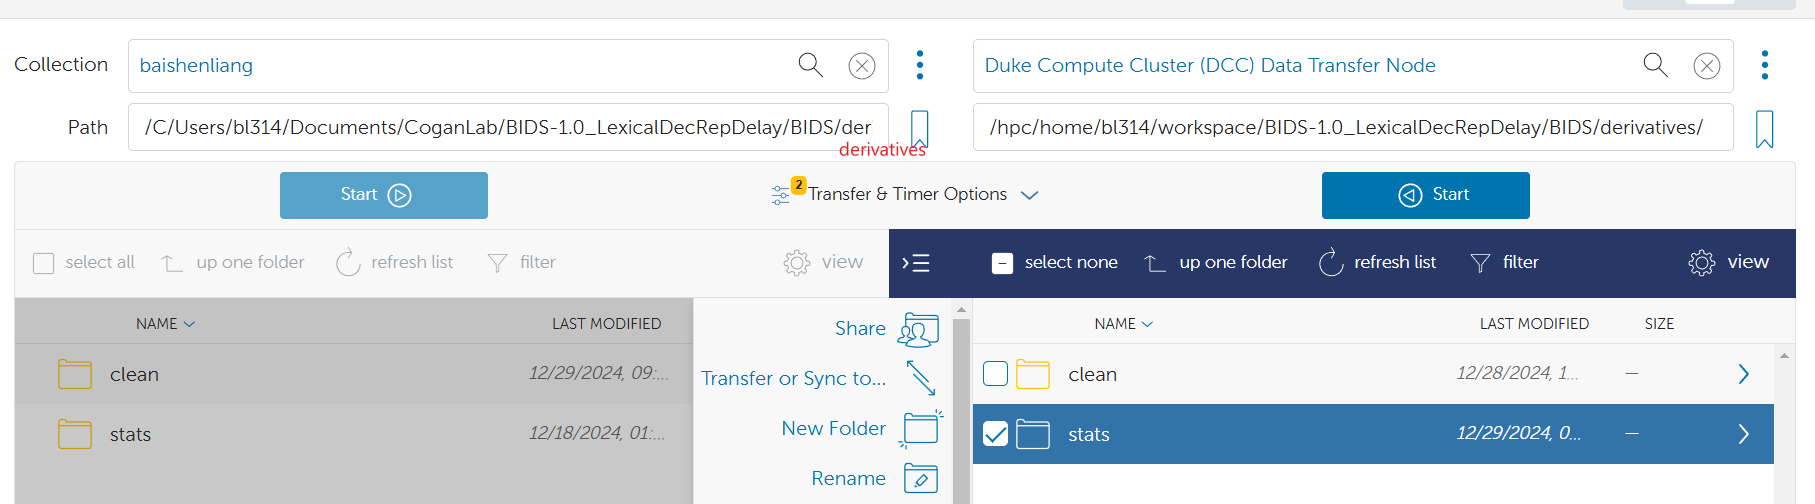 Collection baishenliang Duke Compute Cluster (DCC) Data Transfer Node
Path /C/Users/bl314/Documents/CoganLab/BIDS-1.0_LexicalDecRepDelay/BIDS/deri /hpc/home/bl314/workspace/BIDS-1.0_LexicalDecRepDelay/BIDS/derivatives/
derivatives
Start 2 Transfer & Timer Options Start
select all up one folder refresh list filter view select none up one folder refresh list filter view
NAME LAST MODIFIED Share NAME LAST MODIFIED SIZE
clean 12/29/2024, 09:... Transfer or Sync to... clean 12/28/2024, 1... —
stats 12/18/2024, 01:... New Folder stats 12/29/2024, 0... —
Rename